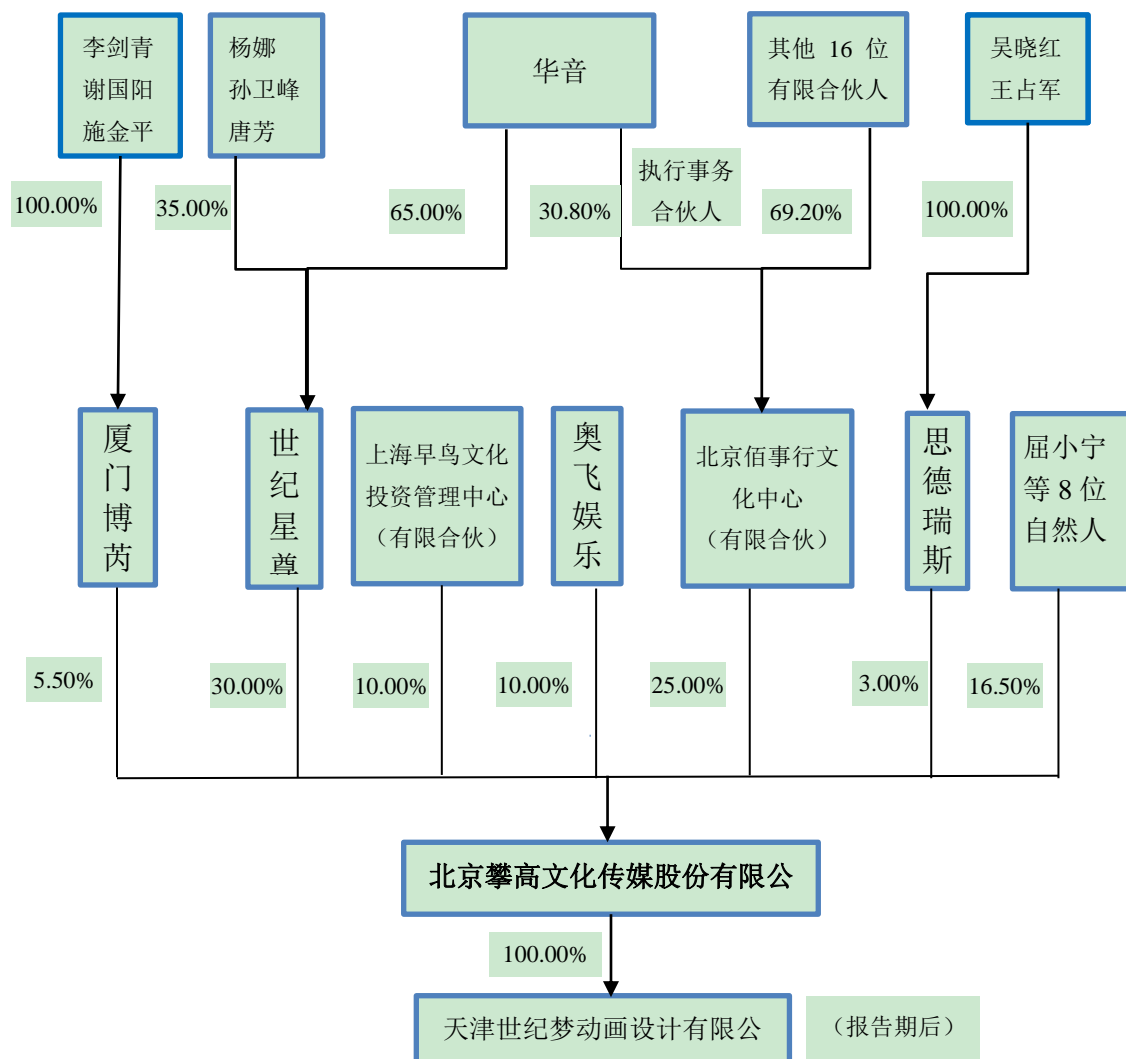 李剑青
谢国阳
施金平
杨娜
孙卫峰
唐芳
华音
其他 16 位
有限合伙人
吴晓红
王占军
100.00%
35.00%
65.00%
30.80%
执行事务
合伙人
69.20%
100.00%
厦门博芮
世纪星尊
上海早鸟文化
投资管理中心
（有限合伙）
奥飞娱乐
北京佰事行文
化中心
（有限合伙）
思德瑞斯
屈小宁
等 8 位
自然人
5.50%
30.00%
10.00%
10.00%
25.00%
3.00%
16.50%
北京攀高文化传媒股份有限公
100.00%
天津世纪梦动画设计有限公
（报告期后）